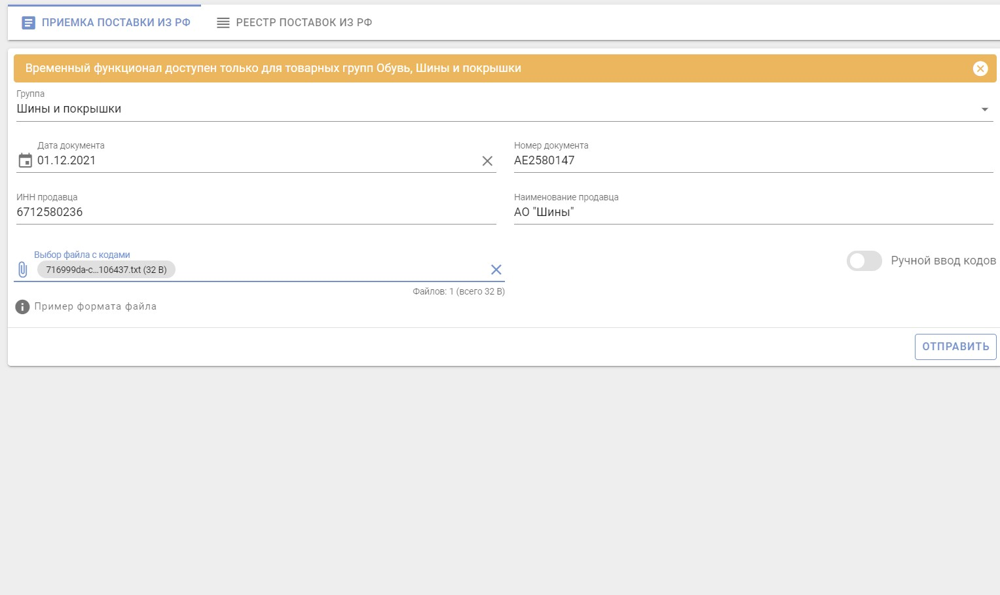 ПРИЕМКА ПОСТАВКИ ИЗ РФ
РЕЕСТР ПОСТАВОК ИЗ РФ
Временный функционал доступен только для товарных групп Обувь, Шины и покрышки
Группа
Шины и покрышки
Дата документа
01.12.2021
Номер документа
АЕ2580147
ИНН продавца
6712580236
Наименование продавца
АО "Шины"
Выбор файла с кодами
716999da-c...106437.txt (32 B)
Ручной ввод кодов
Файлов: 1 (всего 32 B)
Пример формата файла
ОТПРАВИТЬ